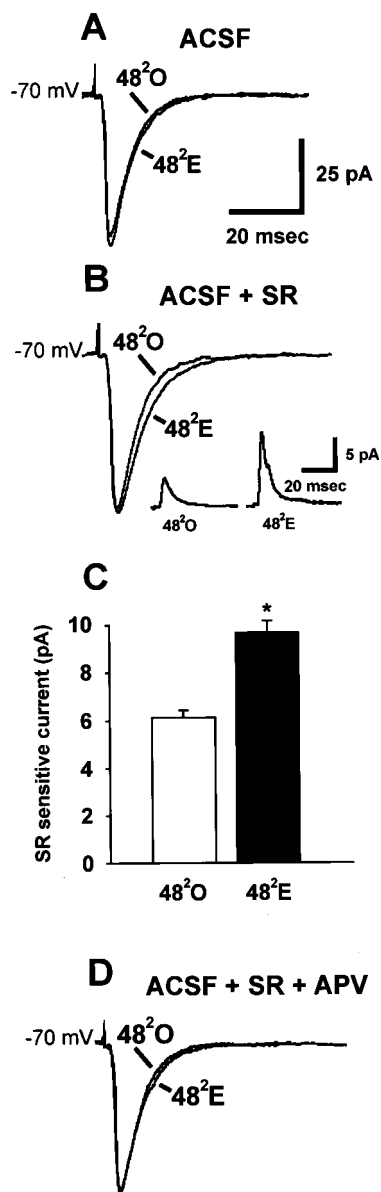 A
ACSF
-70 mV
48²O
48²E
25 pA
20 msec
B
ACSF + SR
-70 mV
48²O
48²E
5 pA
20 msec
48²O
48²E
C
SR sensitive current (pA)
10
8
6
4
2
0
*
48²O
48²E
D
ACSF + SR + APV
-70 mV
48²O
48²E